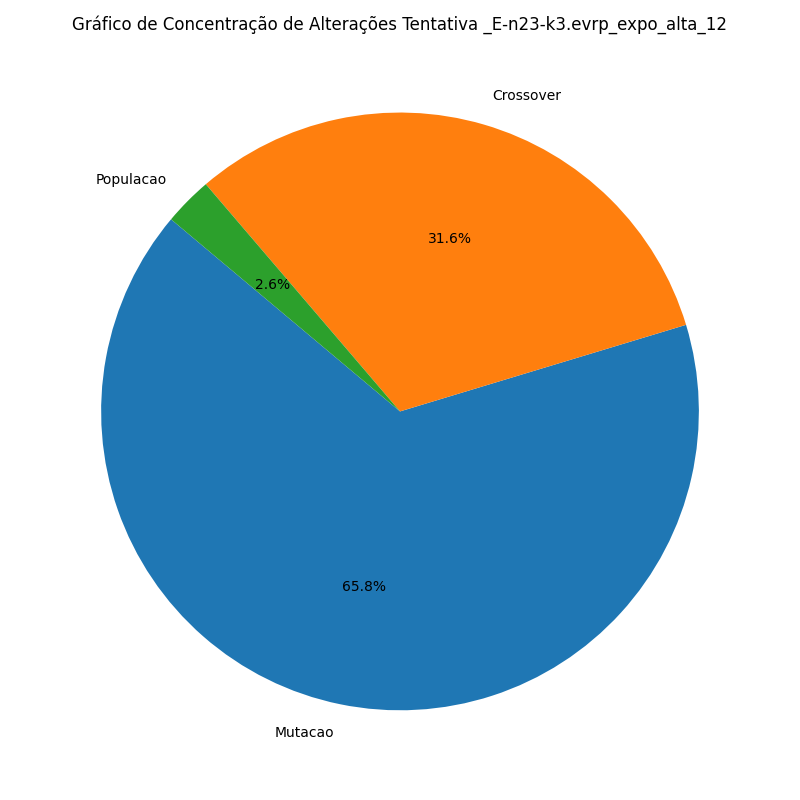 Gráfico de Concentração de Alterações Tentativa _E-n23-k3.evrp_expo_alta_12
Crossover
Populacao
31.6%
2.6%
65.8%
Mutacao